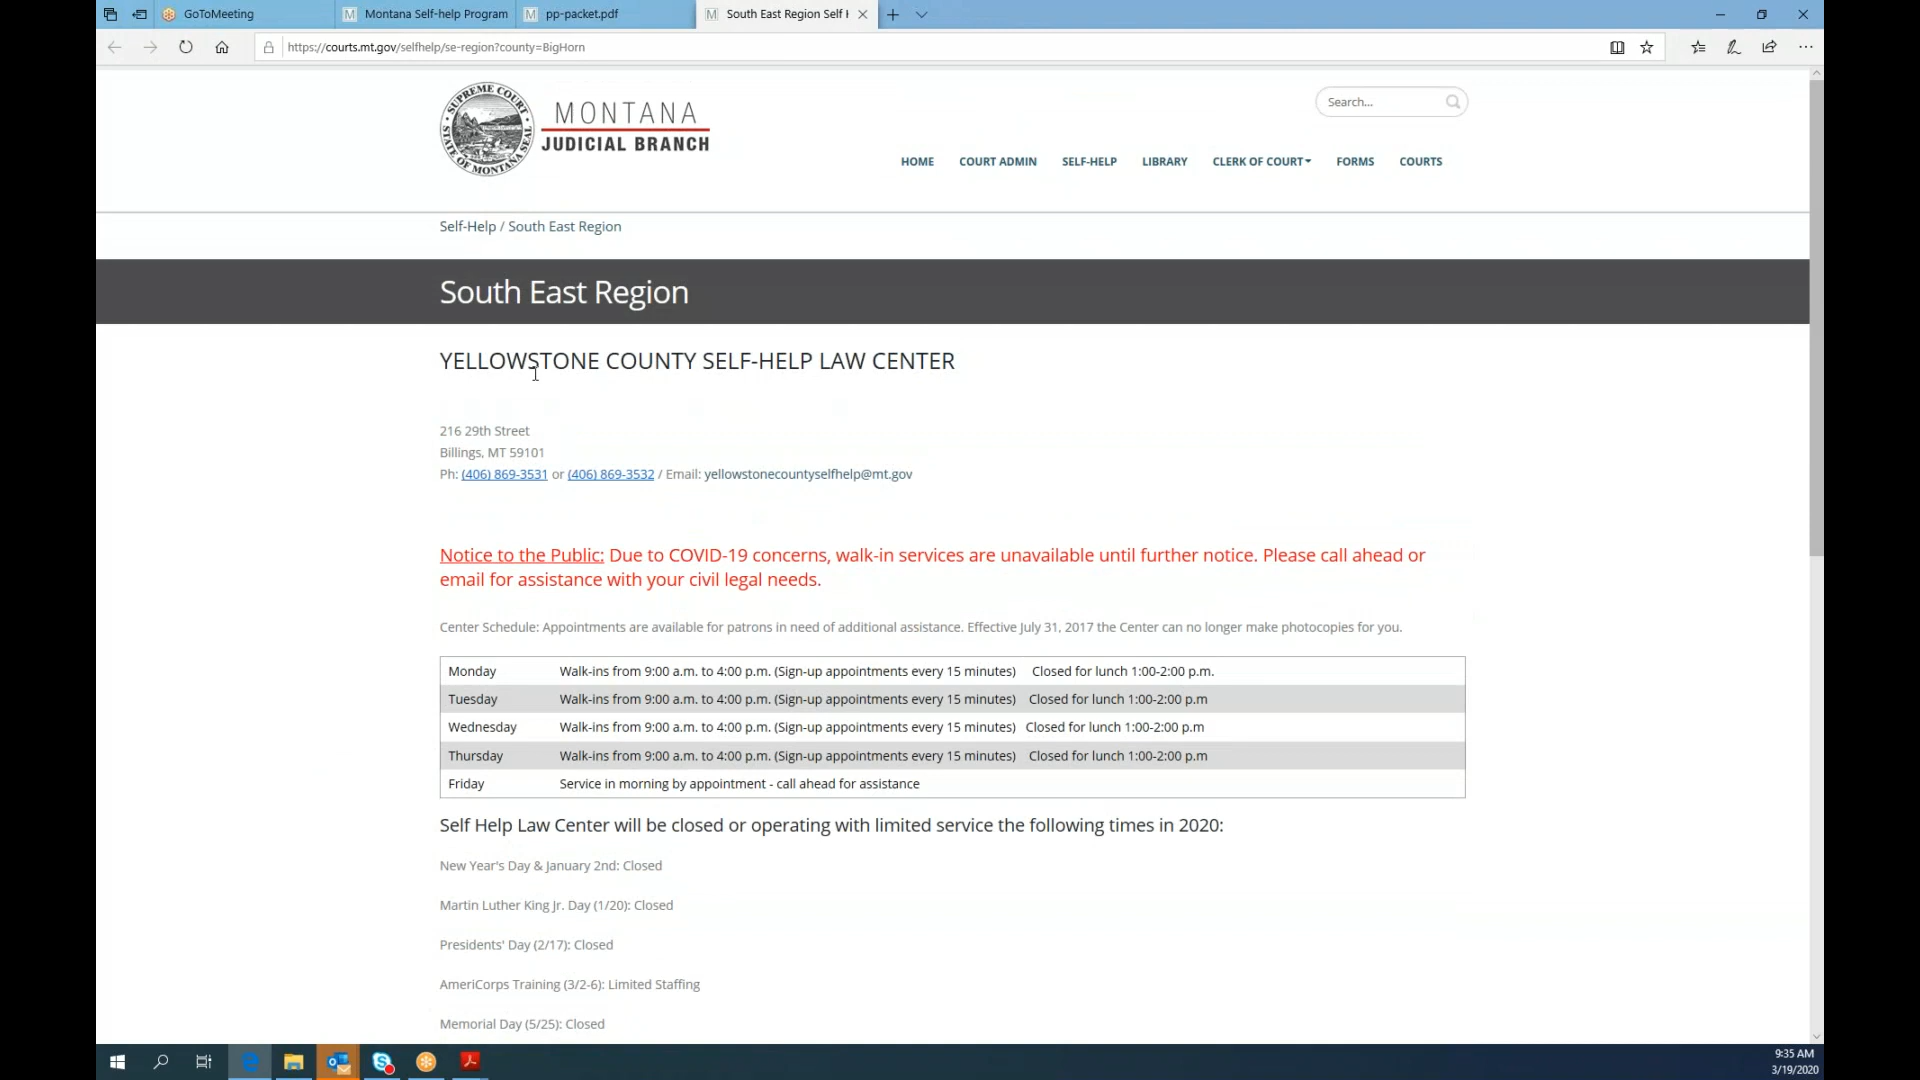 GoToMeeting
Montana Self-help Program
pp-packet.pdf
South East Region Self H
https://courts.mt.gov/selfhelp/se-region?county=BigHorn
SUPREME COURT
STATE OF MONTANA SEAL
MONTANA
JUDICIAL BRANCH
Search...
HOME COURT ADMIN SELF-HELP LIBRARY CLERK OF COURT FORMS COURTS
Self-Help / South East Region
South East Region
YELLOWSTONE COUNTY SELF-HELP LAW CENTER
216 29th Street
Billings, MT 59101
Ph: (406) 869-3531 or (406) 869-3532 / Email: yellowstonecountyselfhelp@mt.gov
Notice to the Public: Due to COVID-19 concerns, walk-in services are unavailable until further notice. Please call ahead or
email for assistance with your civil legal needs.
Center Schedule: Appointments are available for patrons in need of additional assistance. Effective July 31, 2017 the Center can no longer make photocopies for you.
Monday Walk-ins from 9:00 a.m. to 4:00 p.m. (Sign-up appointments every 15 minutes) Closed for lunch 1:00-2:00 p.m.
Tuesday Walk-ins from 9:00 a.m. to 4:00 p.m. (Sign-up appointments every 15 minutes) Closed for lunch 1:00-2:00 p.m
Wednesday Walk-ins from 9:00 a.m. to 4:00 p.m. (Sign-up appointments every 15 minutes) Closed for lunch 1:00-2:00 p.m
Thursday Walk-ins from 9:00 a.m. to 4:00 p.m. (Sign-up appointments every 15 minutes) Closed for lunch 1:00-2:00 p.m
Friday Service in morning by appointment - call ahead for assistance
Self Help Law Center will be closed or operating with limited service the following times in 2020:
New Year's Day & January 2nd: Closed
Martin Luther King Jr. Day (1/20): Closed
Presidents' Day (2/17): Closed
AmeriCorps Training (3/2-6): Limited Staffing
Memorial Day (5/25): Closed
9:35 AM
3/19/2020